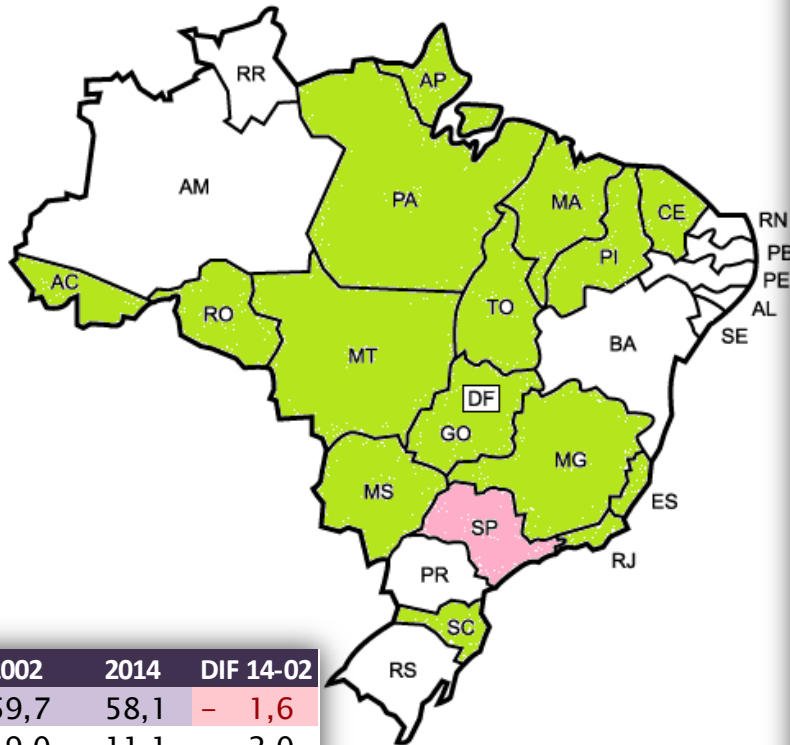 RR
AP
AM
PA
MA
CE
RN
PI
PB
PE
AC
TO
AL
RO
SE
BA
MT
DF
GO
MG
MS
ES
SP
RJ
PR
SC
RS
2014 DIF 14-02
58,1 – 1,6